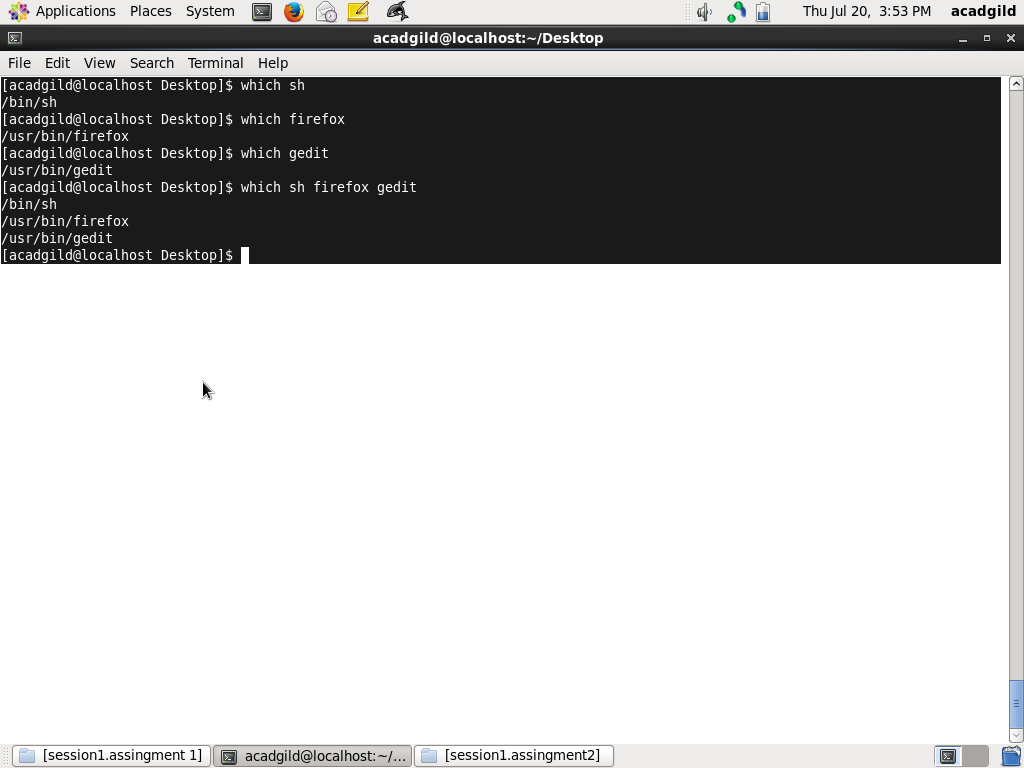 Applications Places System Thu Jul 20, 3:53 PM acadgild
acadgild@localhost:~/Desktop
File Edit View Search Terminal Help
[acadgild@localhost Desktop]$ which sh
/bin/sh
[acadgild@localhost Desktop]$ which firefox
/usr/bin/firefox
[acadgild@localhost Desktop]$ which gedit
/usr/bin/gedit
[acadgild@localhost Desktop]$ which sh firefox gedit
/bin/sh
/usr/bin/firefox
/usr/bin/gedit
[acadgild@localhost Desktop]$
[session1.assingment 1] acadgild@localhost:~/... [session1.assingment2]